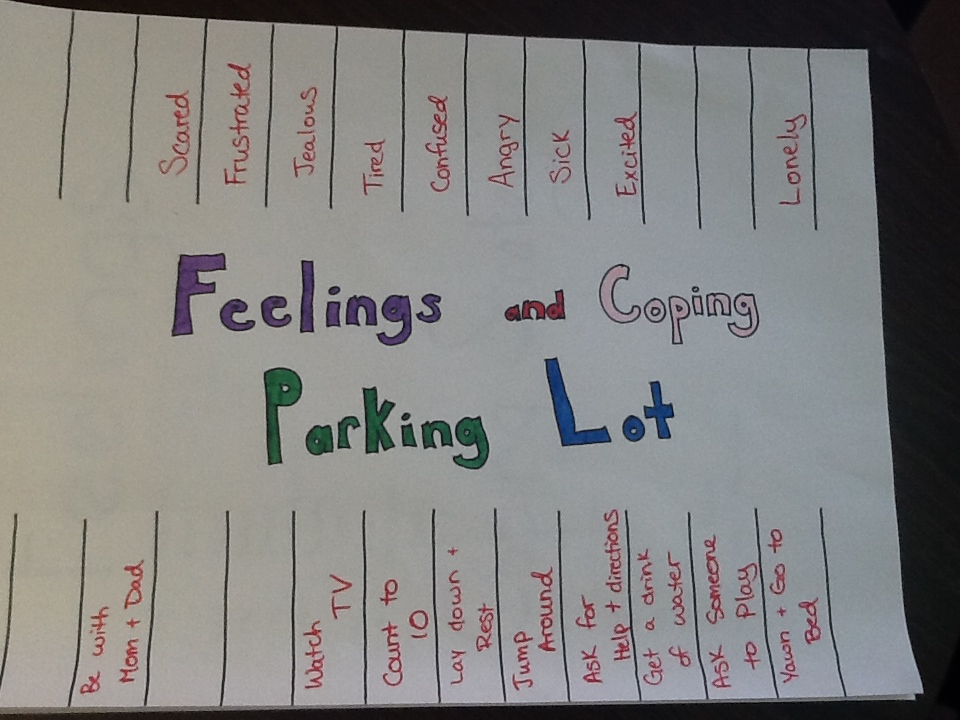 Scared
Frustrated
Jealous
Tired
Confused
Angry
Sick
Excited
Lonely
Feelings and Coping
Parking Lot
Be with
Mom + Dad
Watch
TV
Count to
10
Lay down +
Rest
Jump
Around
Ask for
Help + directions
Get a drink
of water
Ask Someone
to Play
Yawn + Go to
Bed